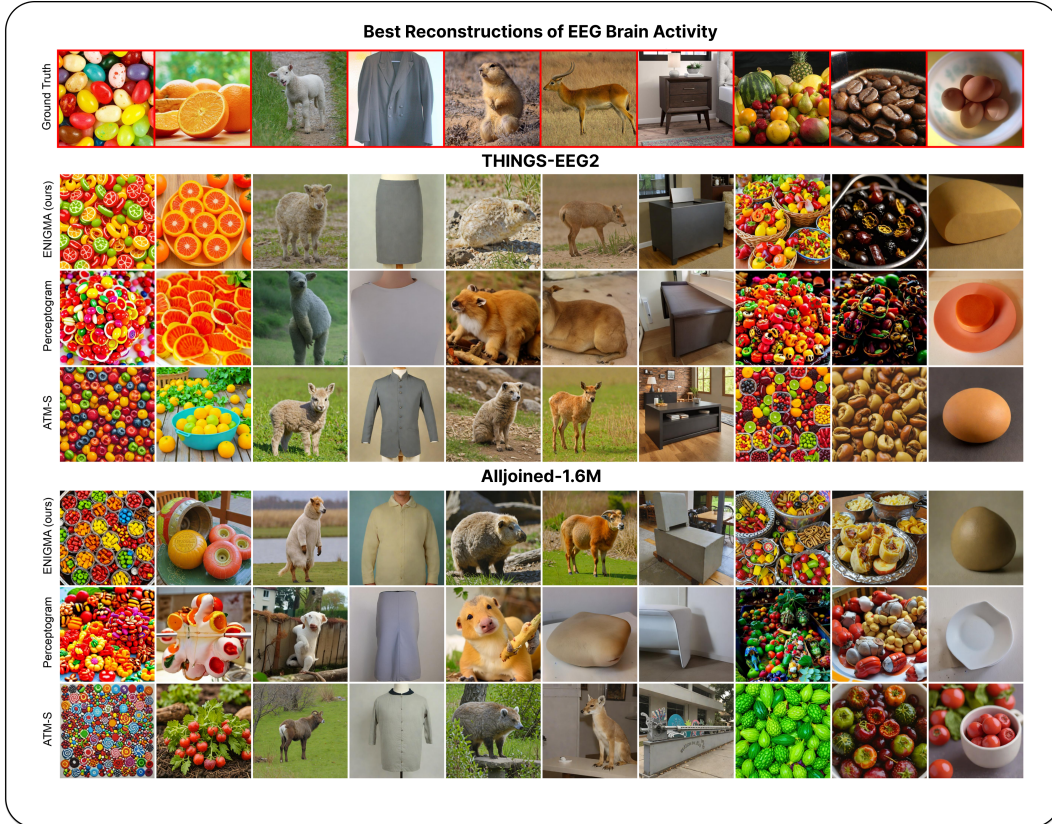 Best Reconstructions of EEG Brain Activity
Ground Truth
THINGS-EEG2
ENIGMA (ours)
Perceptogram
ATM-S
Alljoined-1.6M
ENIGMA (ours)
Perceptogram
ATM-S